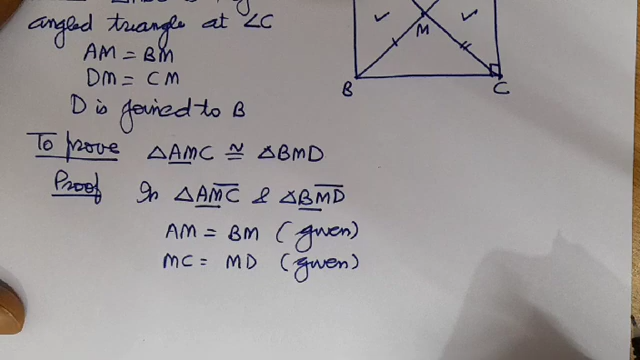 angled triangle at ∠C
AM = BM
DM = CM
D is joined to B
M
B
C
To prove △AMC ≅ △BMD
Proof In △AMC & △BMD
AM = BM (given)
MC = MD (given)